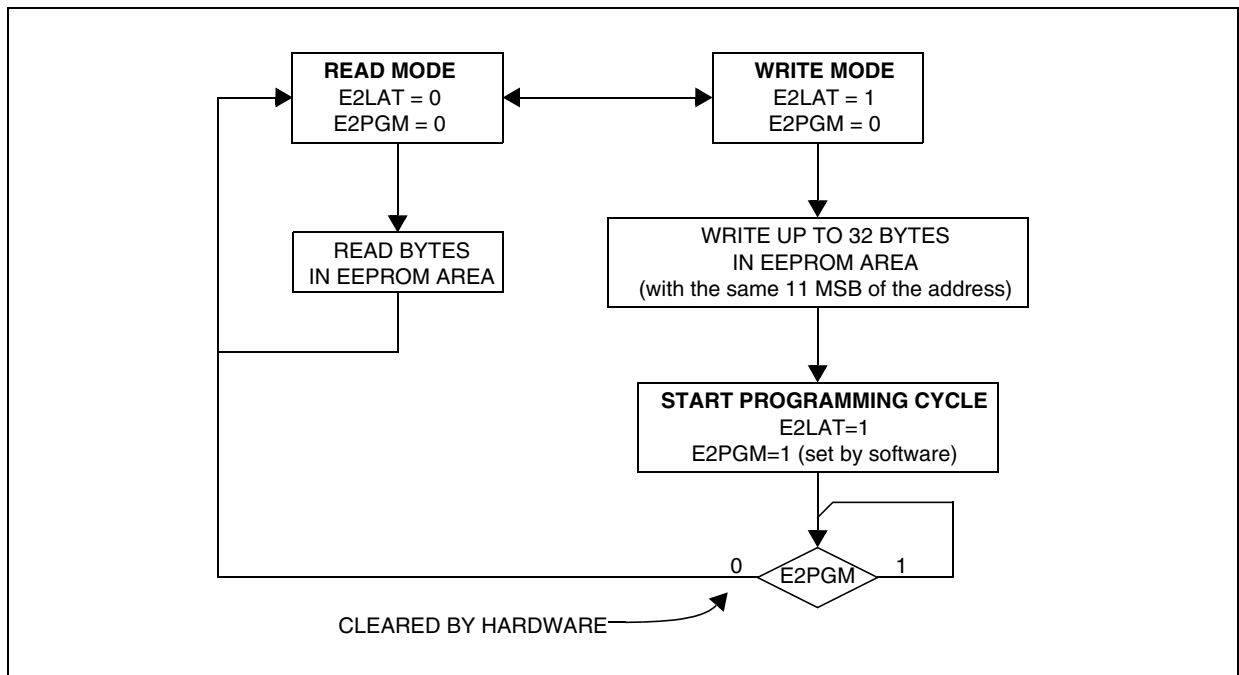 READ MODE
E2LAT = 0
E2PGM = 0
WRITE MODE
E2LAT = 1
E2PGM = 0
READ BYTES
IN EEPROM AREA
WRITE UP TO 32 BYTES
IN EEPROM AREA
(with the same 11 MSB of the address)
START PROGRAMMING CYCLE
E2LAT=1
E2PGM=1 (set by software)
0
E2PGM
1
CLEARED BY HARDWARE